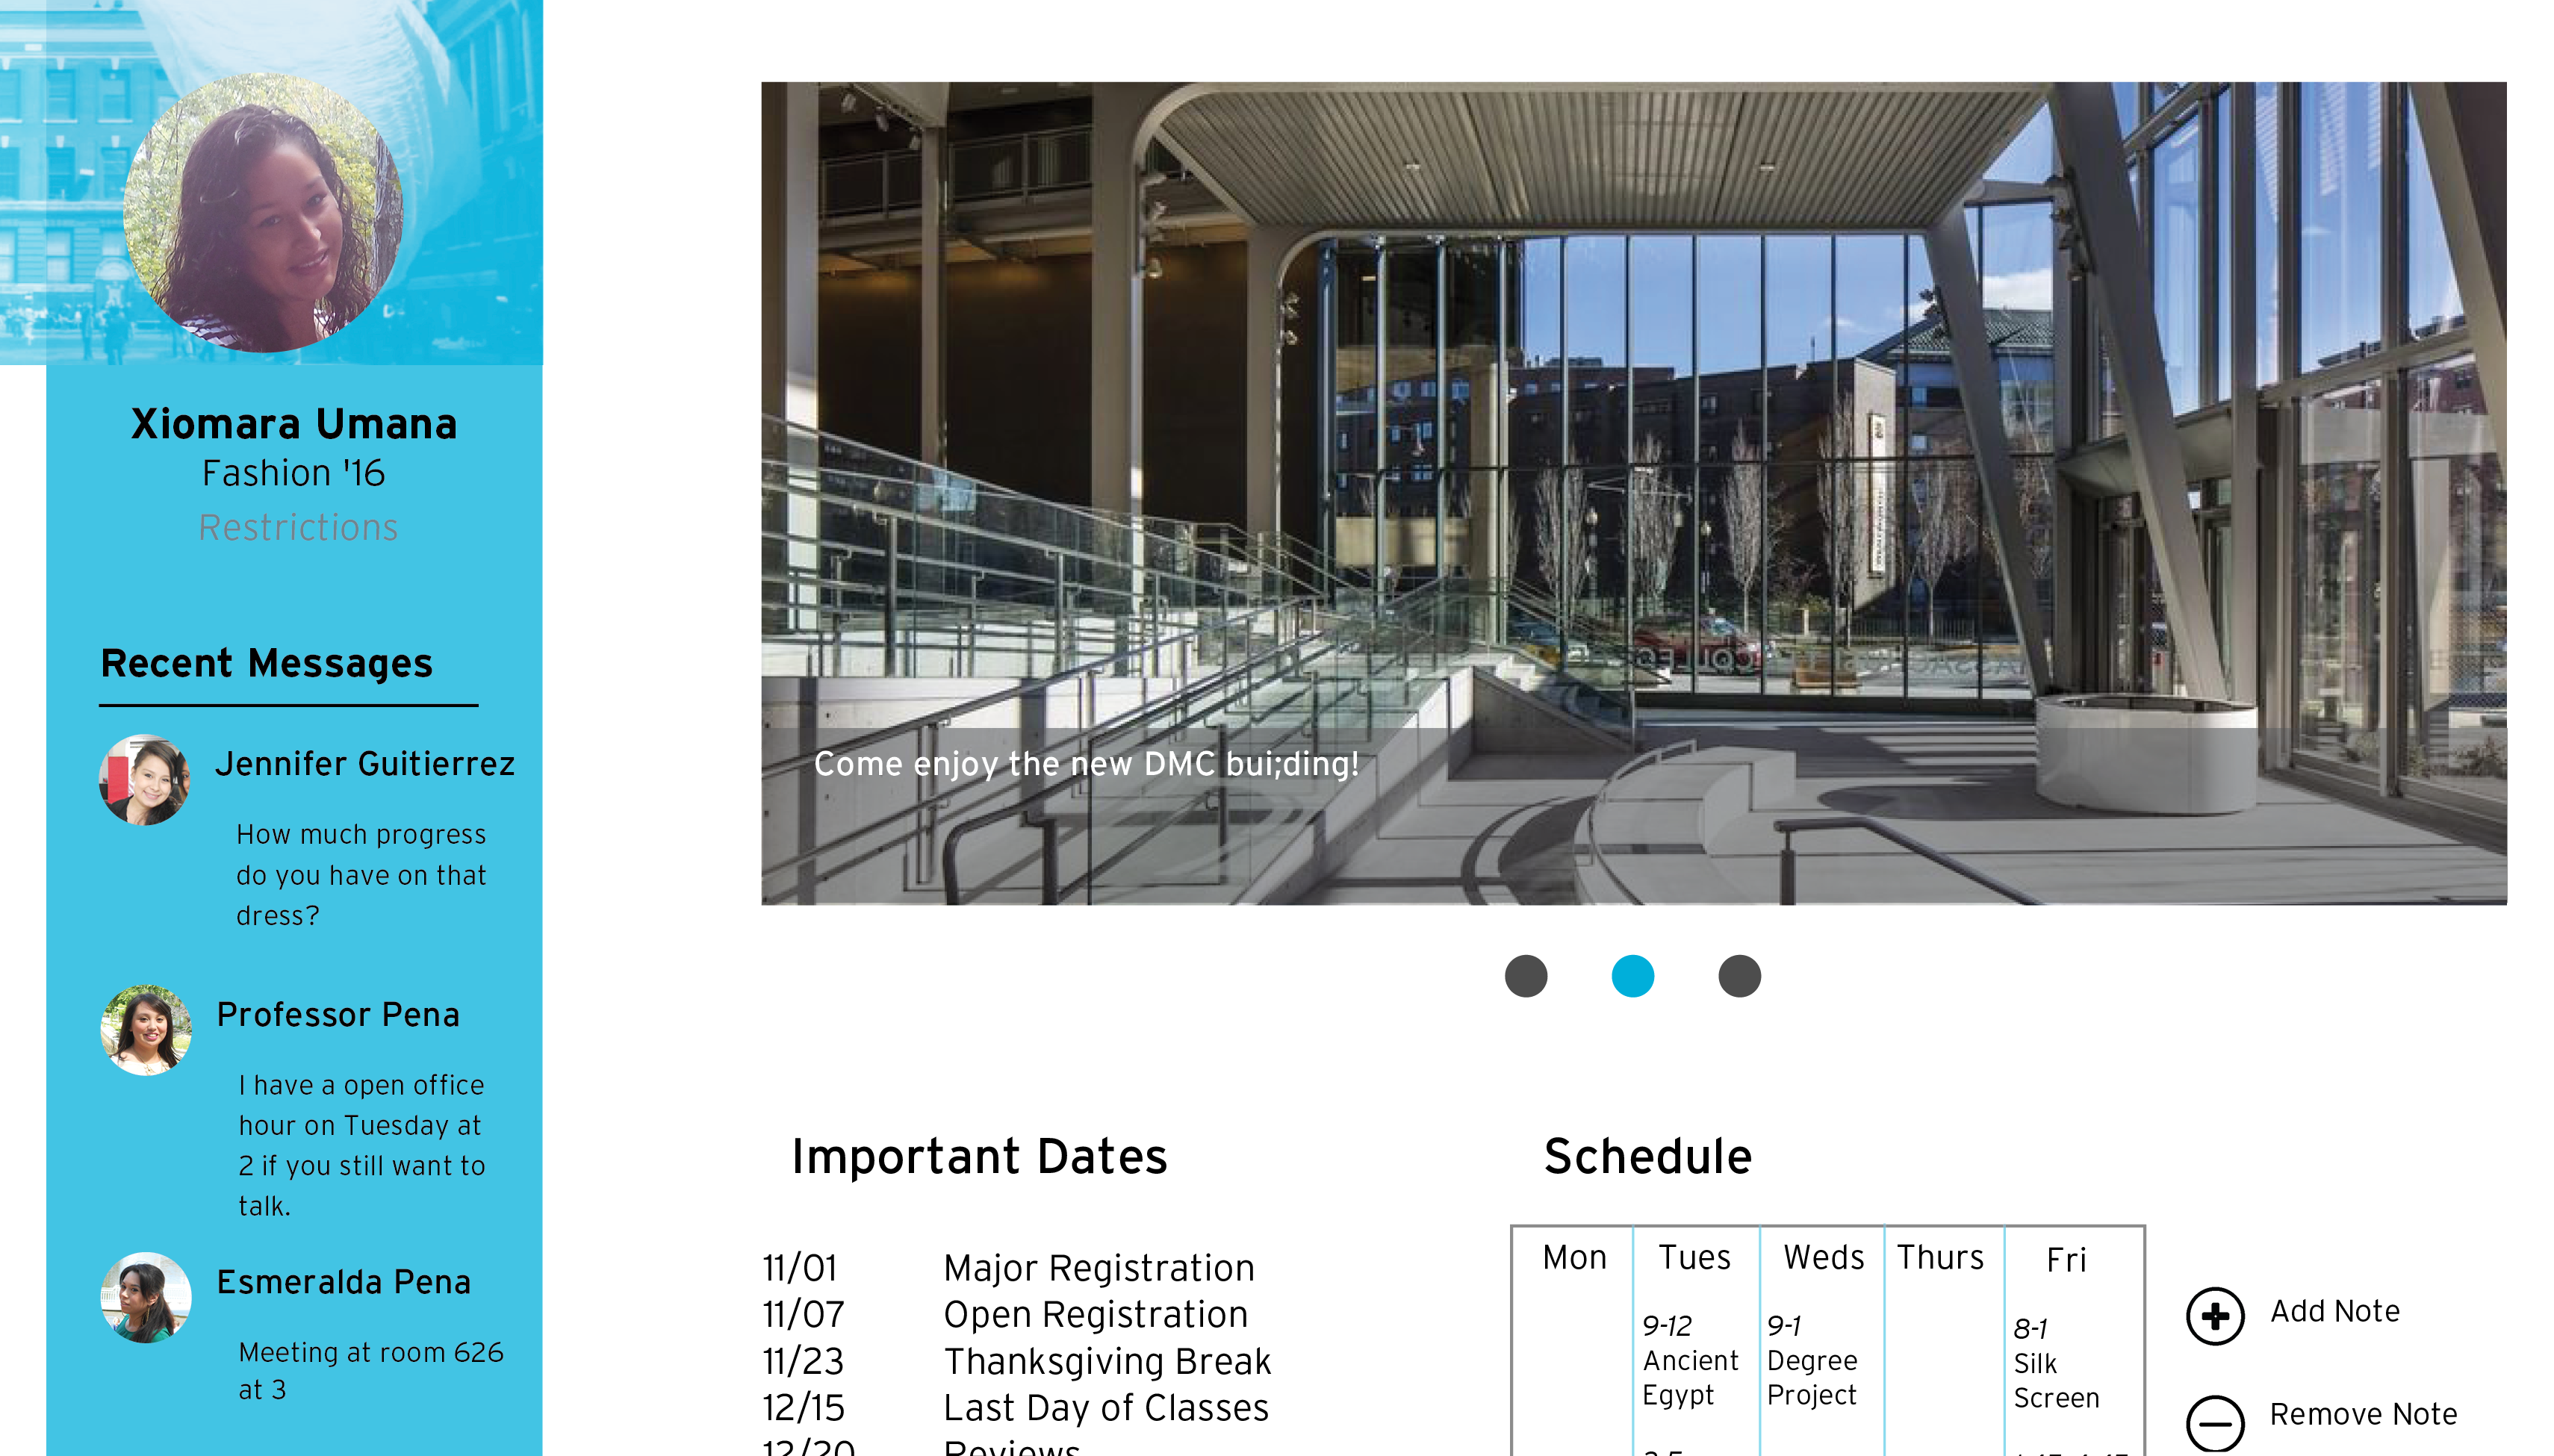 Xiomara Umana
Fashion '16
Restrictions
Recent Messages
Jennifer Guitierrez
How much progress
do you have on that
dress?
Professor Pena
I have a open office
hour on Tuesday at
2 if you still want to
talk.
Esmeralda Pena
Meeting at room 626
at 3
Come enjoy the new DMC bui;ding!
Important Dates
11/01 Major Registration
11/07 Open Registration
11/23 Thanksgiving Break
12/15 Last Day of Classes
12/20 Reviews
Schedule
Mon Tues Weds Thurs Fri
9-12
Ancient
Egypt
9-1
Degree
Project
8-1
Silk
Screen
Add Note
Remove Note